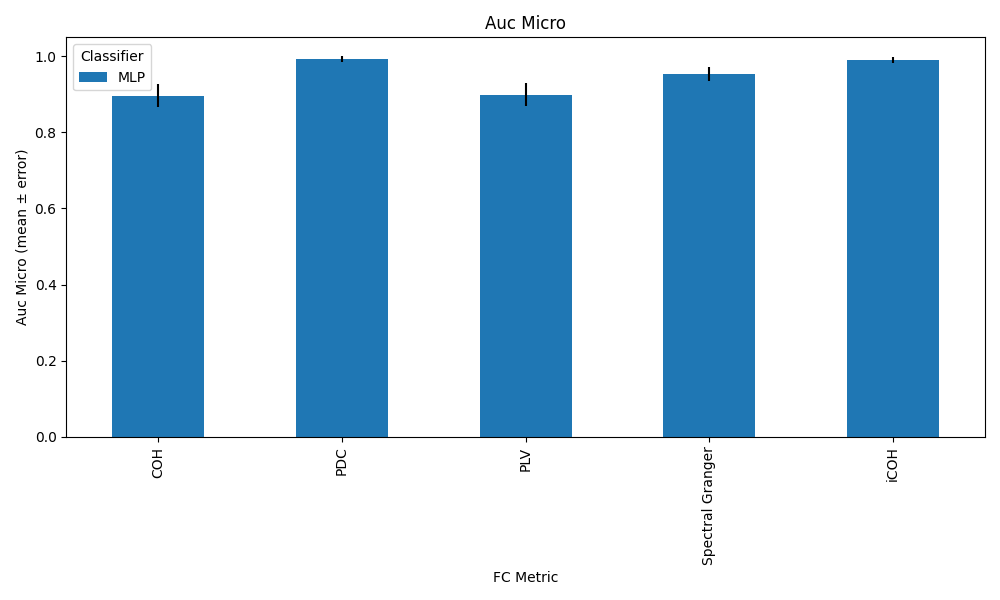 Auc Micro
Classifier
MLP
Auc Micro (mean ± error)
1.0
0.8
0.6
0.4
0.2
0.0
COH
PDC
PLV
Spectral Granger
iCOH
FC Metric